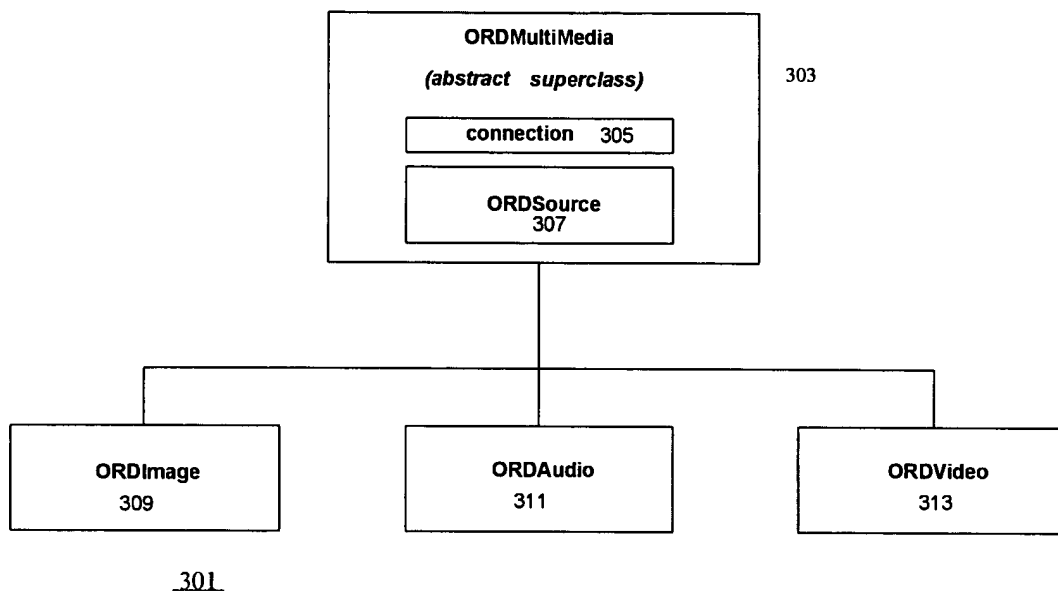 ORDMultiMedia
(abstract superclass)
303
connection 305
ORDSource
307
ORDImage
309
ORDAudio
311
ORDVideo
313
301